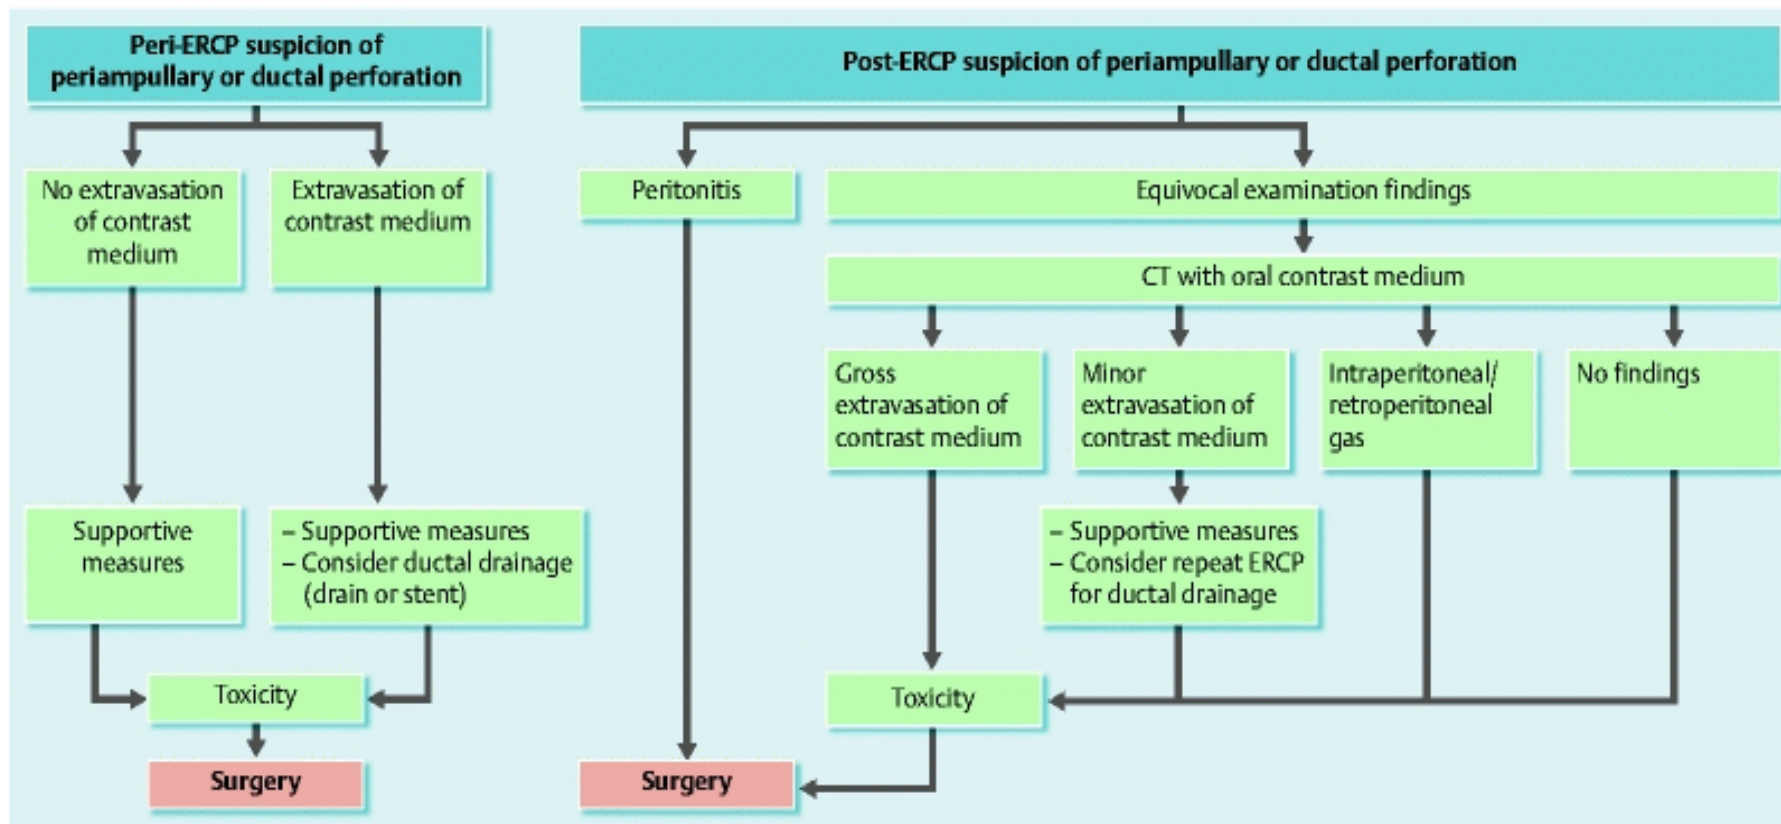 Peri-ERCP suspicion of
periampullary or ductal perforation
No extravasation
of contrast
medium
Extravasation of
contrast medium
Supportive
measures
– Supportive measures
– Consider ductal drainage
(drain or stent)
Toxicity
Surgery
Post-ERCP suspicion of periampullary or ductal perforation
Peritonitis
Equivocal examination findings
CT with oral contrast medium
Gross
extravasation of
contrast medium
Minor
extravasation of
contrast medium
Intraperitoneal/
retroperitoneal
gas
No findings
– Supportive measures
– Consider repeat ERCP
for ductal drainage
Toxicity
Surgery